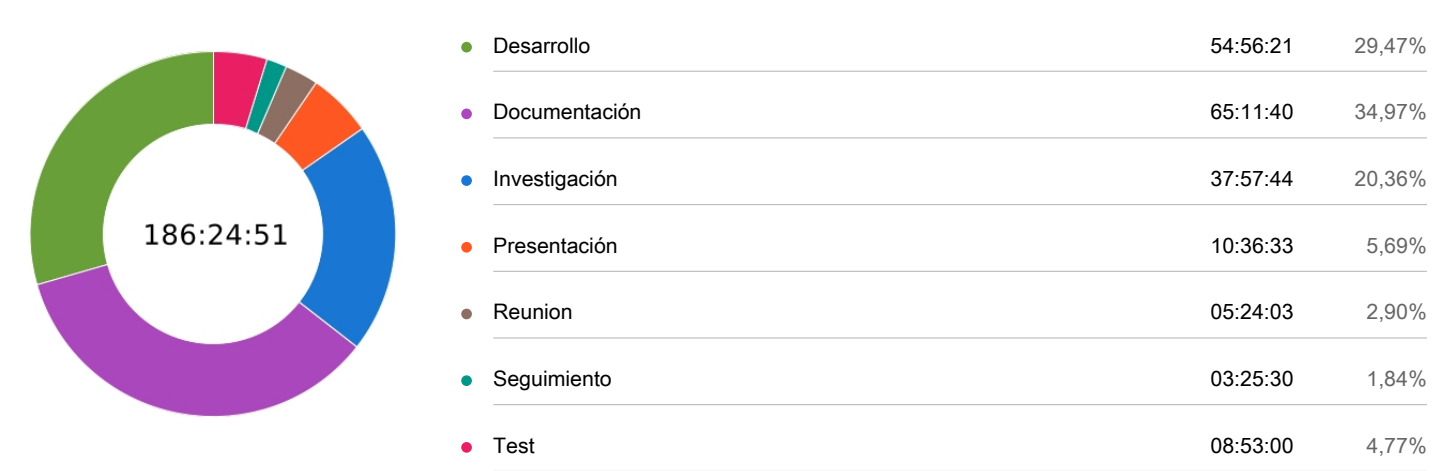 186:24:51
Desarrollo 54:56:21 29,47%
Documentación 65:11:40 34,97%
Investigación 37:57:44 20,36%
Presentación 10:36:33 5,69%
Reunion 05:24:03 2,90%
Seguimiento 03:25:30 1,84%
Test 08:53:00 4,77%